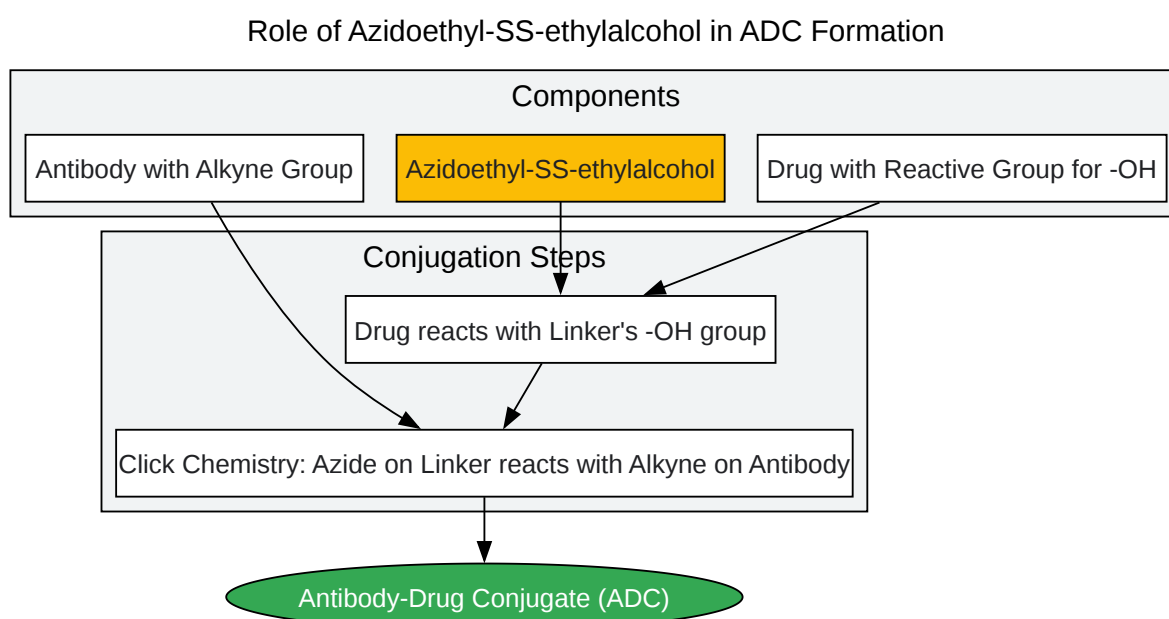 Role of Azidoethyl-SS-ethylalcohol in ADC Formation
Components
Antibody with Alkyne Group
Azidoethyl-SS-ethylalcohol
Drug with Reactive Group for -OH
Conjugation Steps
Drug reacts with Linker's -OH group
Click Chemistry: Azide on Linker reacts with Alkyne on Antibody
Antibody-Drug Conjugate (ADC)